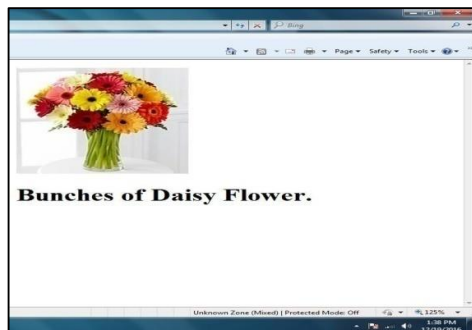 Bing
Page Safety Tools
Bunches of Daisy Flower.
Unknown Zone (Mixed) | Protected Mode: Off
125%
1:38 PM